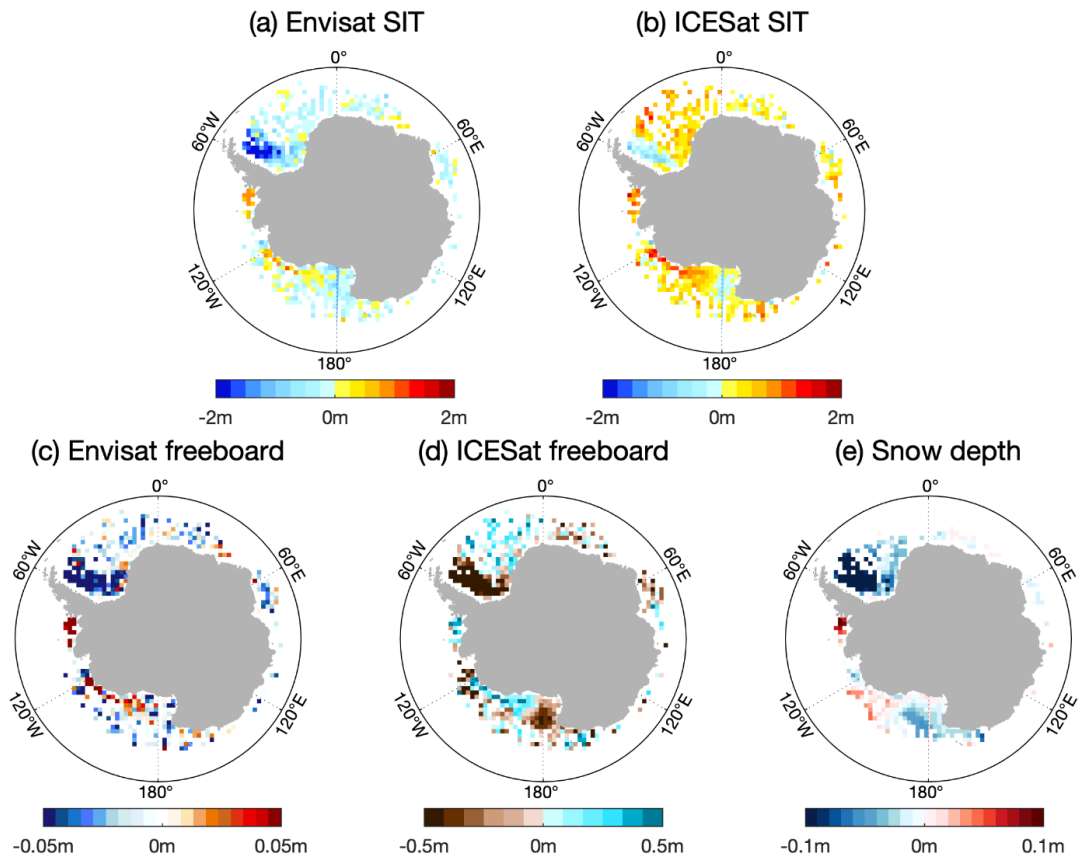 (a) Envisat SIT
(b) ICESat SIT
0°
0°
60°W
60°E
60°W
60°E
120°W
120°E
120°W
120°E
180°
180°
-2m
0m
2m
-2m
0m
2m
(c) Envisat freeboard
(d) ICESat freeboard
(e) Snow depth
0°
0°
0°
60°W
60°E
60°W
60°E
60°W
60°E
120°W
120°E
120°W
120°E
120°W
120°E
180°
180°
180°
-0.05m
0m
0.05m
-0.5m
0m
0.5m
-0.1m
0m
0.1m